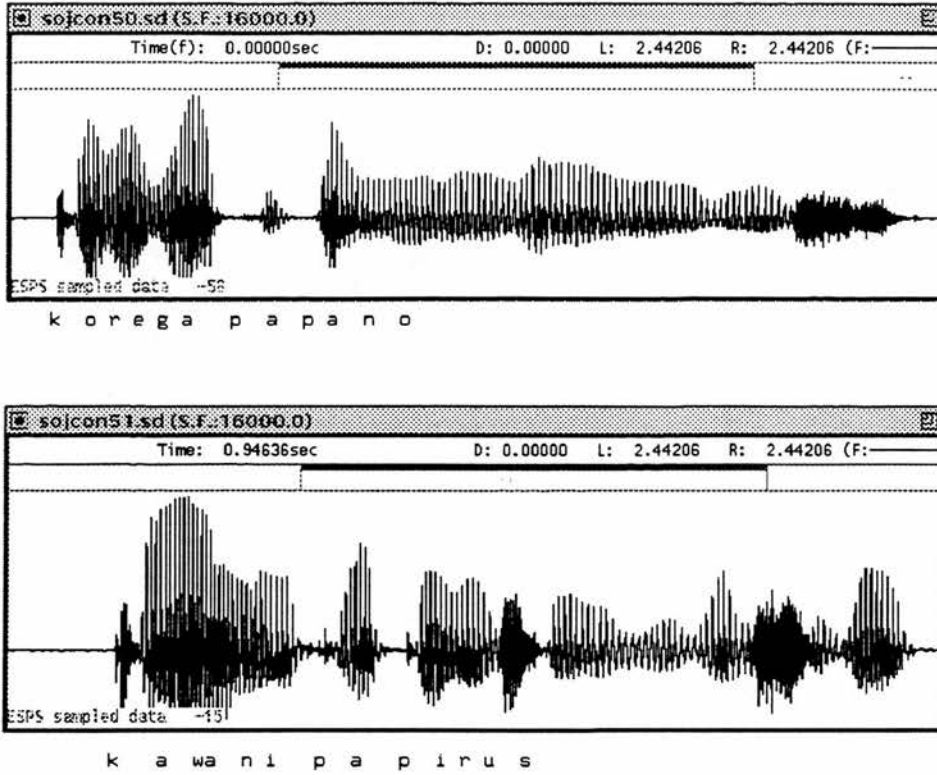 sojcon50.sd (S.F.:16000.0)
Time(f): 0.00000sec D: 0.00000 L: 2.44206 R: 2.44206 (F:
ESPS sampled data -58
k o r e g a p a p a n o
sojcon51.sd (S.F.:16000.0)
Time: 0.94636sec D: 0.00000 L: 2.44206 R: 2.44206 (F:
ESPS sampled data -15
k a wa n i p a p i r u s